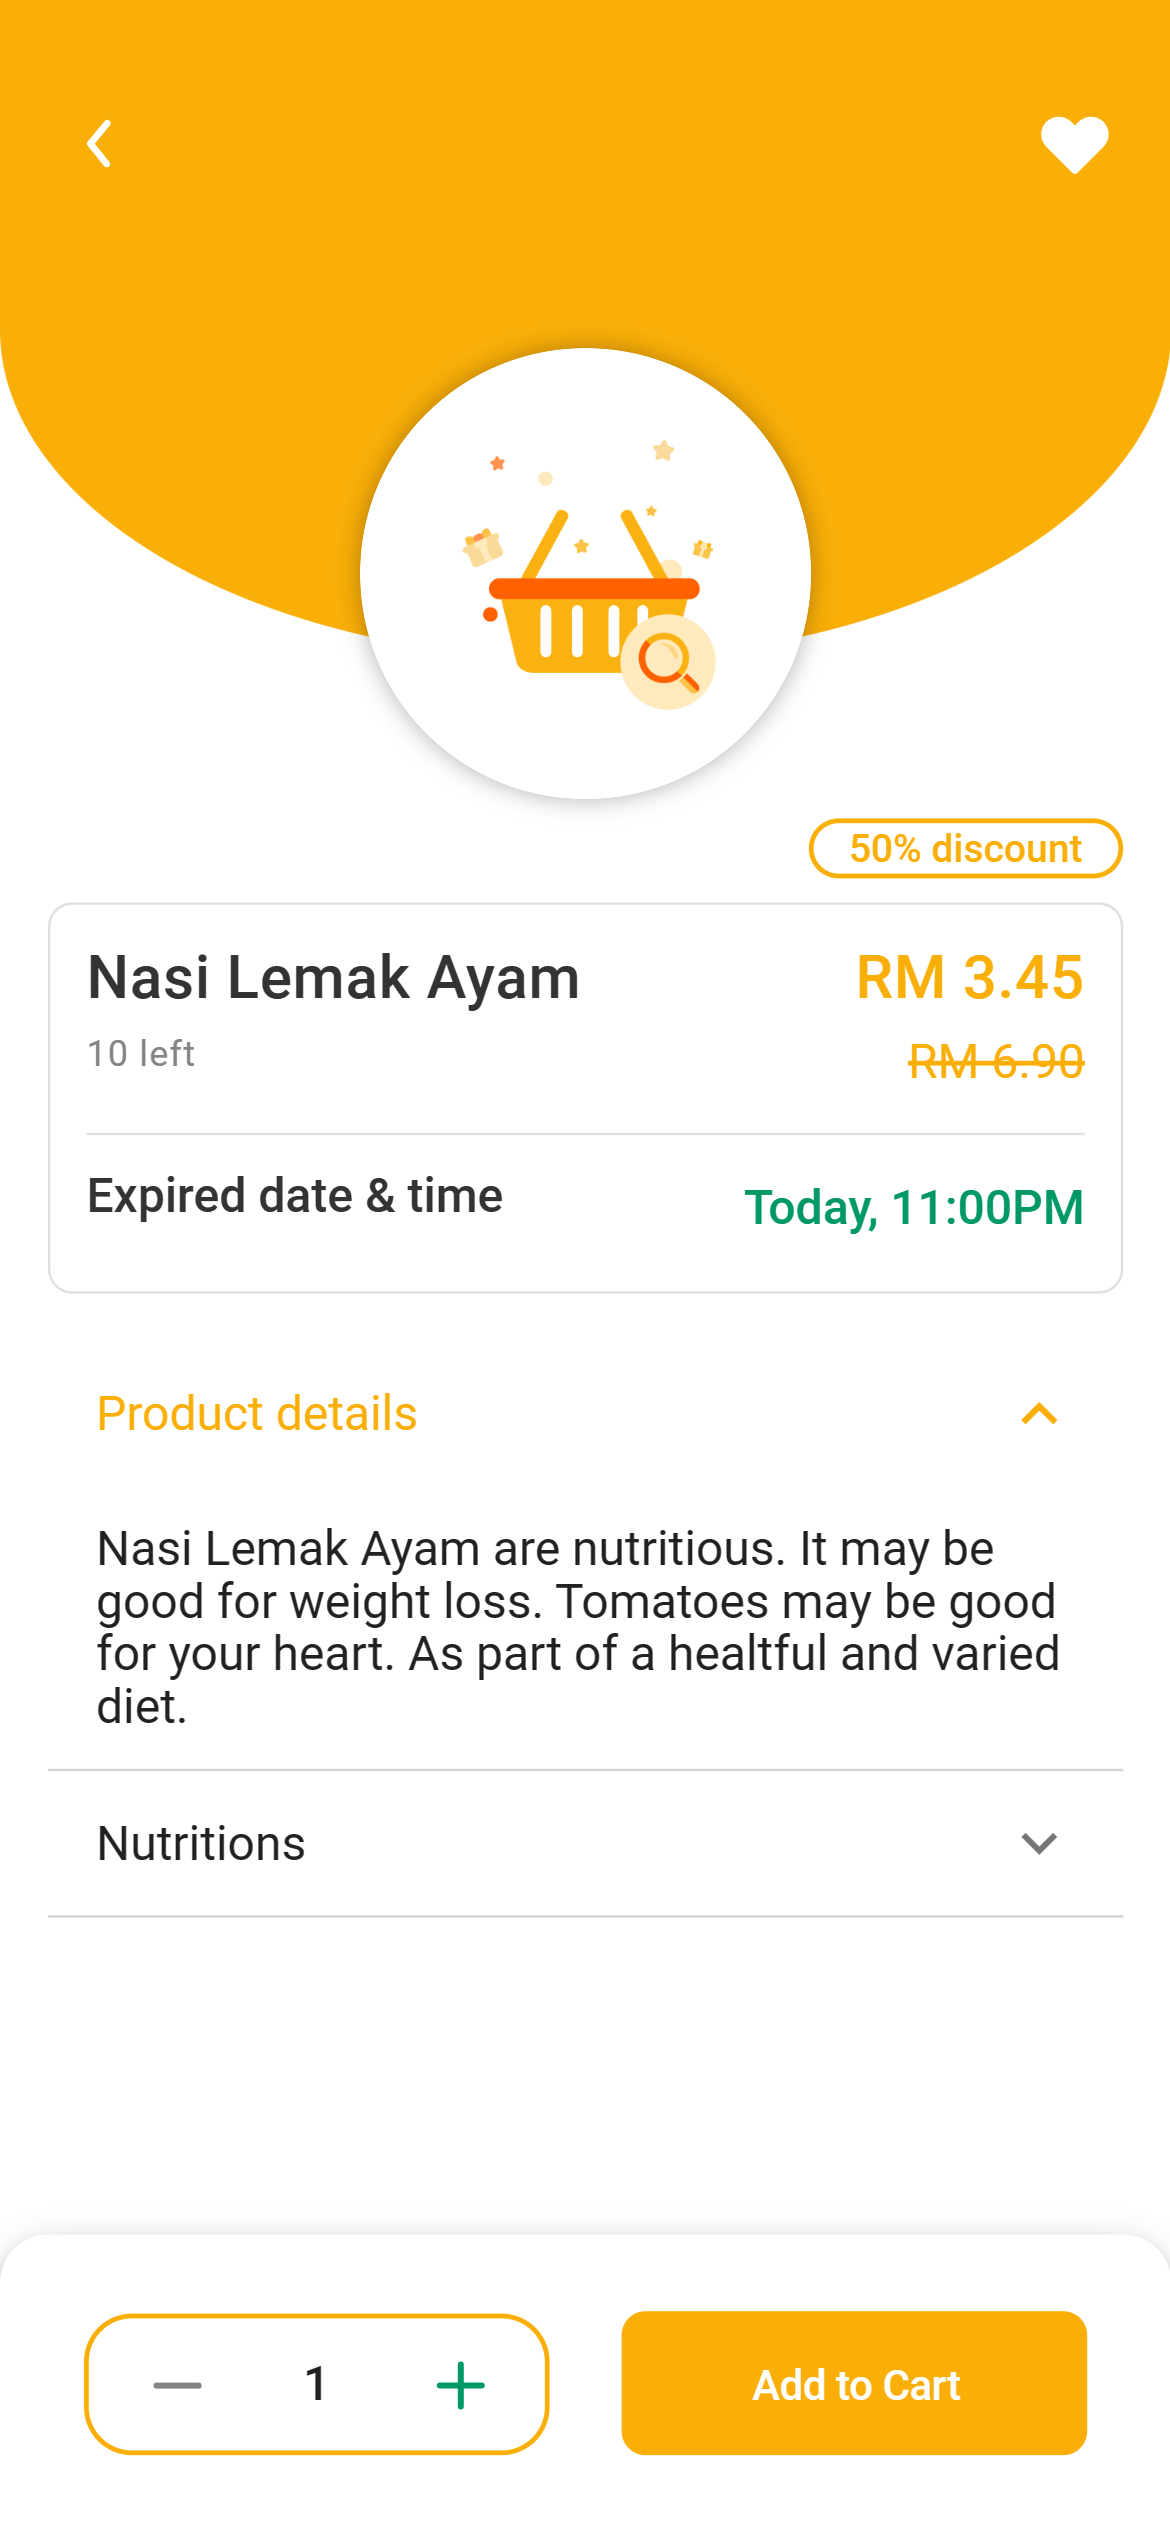 50% discount
Nasi Lemak Ayam
RM 3.45
10 left
RM 6.90
Expired date & time
Today, 11:00PM
Product details
Nasi Lemak Ayam are nutritious. It may be
good for weight loss. Tomatoes may be good
for your heart. As part of a healtful and varied
diet.
Nutritions
1
Add to Cart